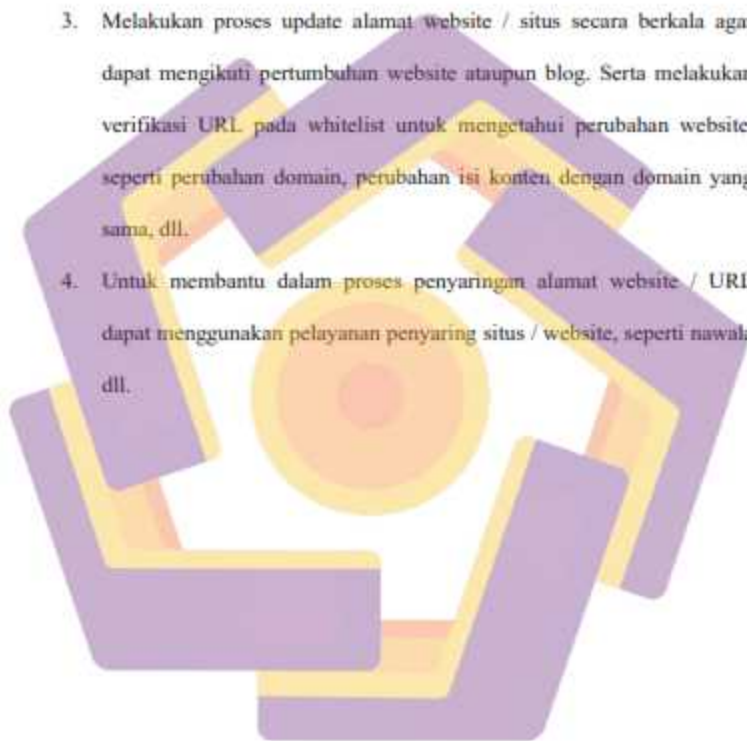 3. Melakukan proses update alamat website / situs secara berkala aga
dapat mengikuti pertumbuhan website ataupun blog. Serta melakukan
verifikasi URL pada whitelist untuk mengetahui perubahan website
seperti perubahan domain, perubahan isi konten dengan domain yang
sama, dll.
4. Untuk membantu dalam proses penyaringan alamat website / URL
dapat menggunakan pelayanan penyaring situs / website, seperti nawala
dll.